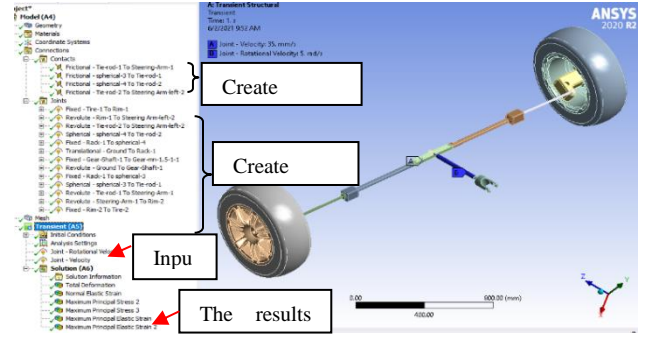 oject*
Model (A4)
Geometry
Materials
Coordinate Systems
Connections
Contacts
Frictional - Tie-rod-1 To Steering-Arm-1
Frictional - spherical-3 To Tie-rod-1
Frictional - spherical-4 To Tie-rod-2
Frictional - Tie-rod-2 To Steering Arm-left-2
Joints
Fixed - Tire-1 To Rim-1
Revolute - Rim-1 To Steering Arm-left-2
Revolute - Tie-rod-2 To Steering Arm-left-2
Spherical - spherical-4 To Tie-rod-2
Fixed - Rack-1 To spherical-4
Translational - Ground To Rack-1
Fixed - Gear-Shaft-1 To Gear-mn-1.5-1-1
Revolute - Ground To Gear-Shaft-1
Fixed - Rack-1 To spherical-3
Spherical - spherical-3 To Tie-rod-1
Revolute - Tie-rod-1 To Steering-Arm-1
Revolute - Steering-Arm-1 To Rim-2
Fixed - Rim-2 To Tire-2
Mesh
Transient (A5)
Initial Conditions
Analysis Settings
Joint - Rotational Velo
Joint - Velocity
Solution (A6)
Solution Information
Total Deformation
Normal Elastic Strain
Maximum Principal Stress 2
Maximum Principal Stress 3
Maximum Principal Elastic Strain
Maximum Principal Elastic Strain 2
Create
Create
Inpu
The results
A: Transient Structural
Transient
Time: 1. s
6/2/2021 9:52 AM
A Joint - Velocity: 35. mm/s
B Joint - Rotational Velocity: 5. rad/s
ANSYS
2020 R2
A
B
0.00
400.00
800.00 (mm)
Z
Y
X